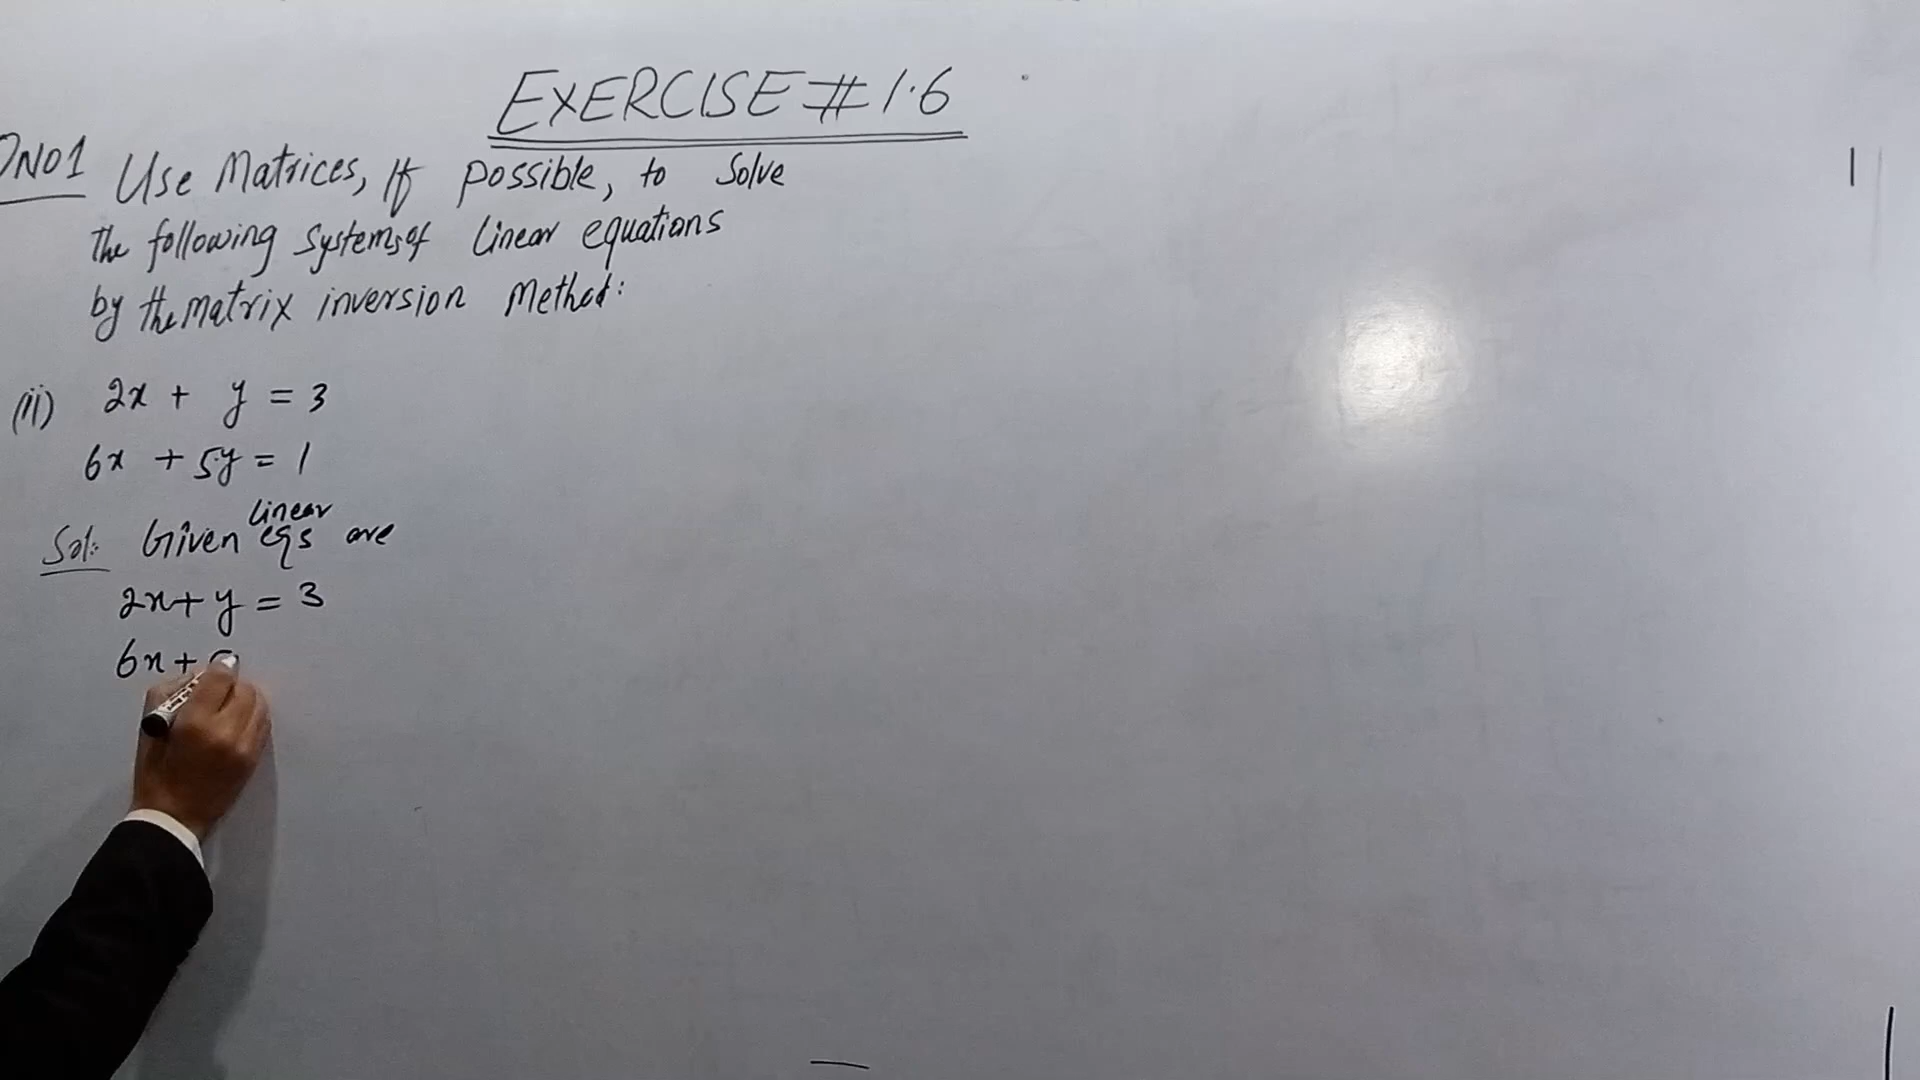 EXERCISE # 1.6
QNO1 Use Matrices, If possible, to Solve
The following Systems of Linear equations
by the Matrix inversion Method:
(ii) 2x + y = 3
6x + 5y = 1
Sol: Given linear eqs are
2x + y = 3
6x + 5